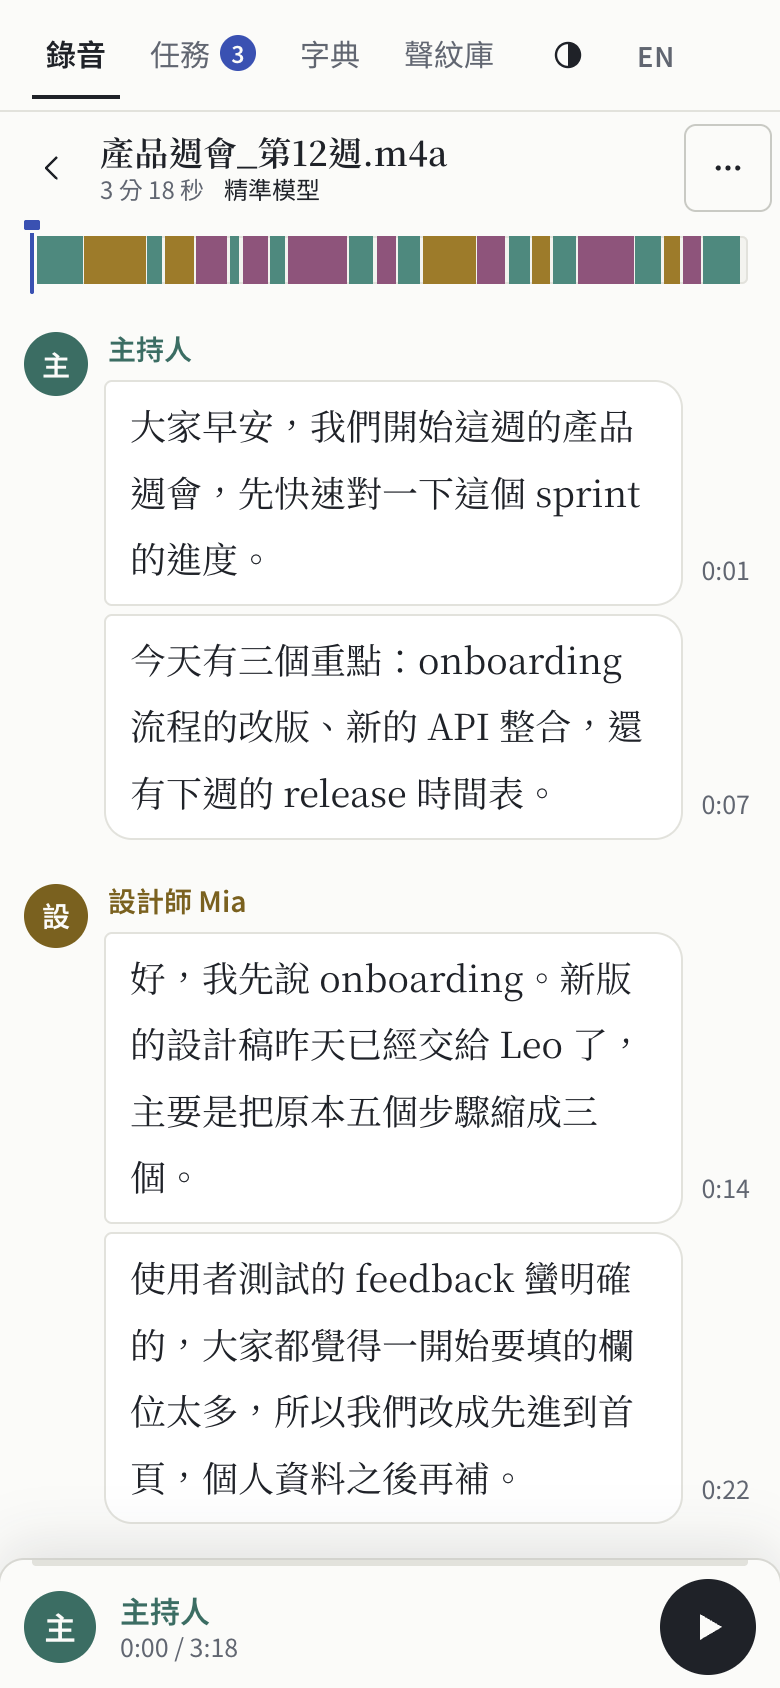 錄音 任務 3 字典 聲紋庫 EN
產品週會_第12週.m4a
3 分 18 秒 精準模型
主 主持人
大家早安，我們開始這週的產品
週會，先快速對一下這個 sprint
的進度。
0:01
今天有三個重點：onboarding
流程的改版、新的 API 整合，還
有下週的 release 時間表。
0:07
設 設計師 Mia
好，我先說 onboarding。新版
的設計稿昨天已經交給 Leo 了，
主要是把原本五個步驟縮成三
個。
0:14
使用者測試的 feedback 蠻明確
的，大家都覺得一開始要填的欄
位太多，所以我們改成先進到首
頁，個人資料之後再補。
0:22
主 主持人
0:00 / 3:18